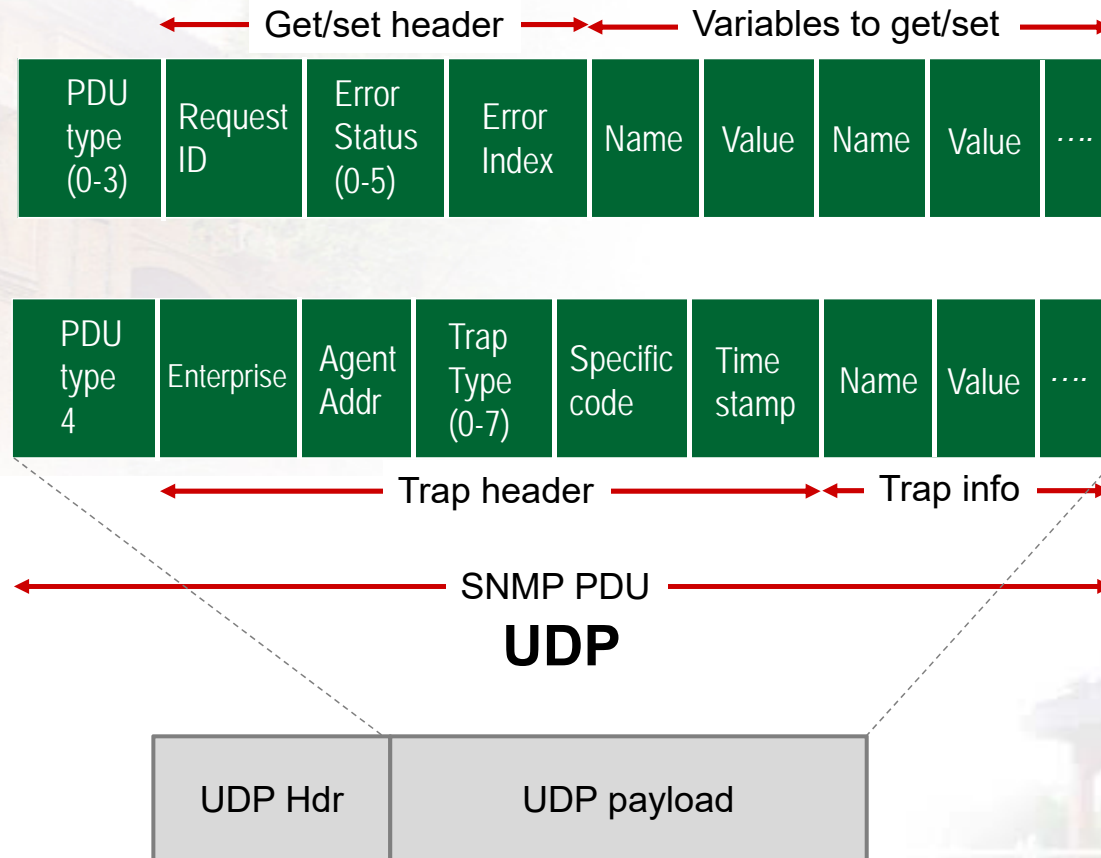 Get/set header
Variables to get/set
PDU
type
(0-3)
Request
ID
Error
Status
(0-5)
Error
Index
Name
Value
Name
Value
....
PDU
type
4
Enterprise
Agent
Addr
Trap
Type
(0-7)
Specific
code
Time
stamp
Name
Value
....
Trap header
Trap info
SNMP PDU
UDP
UDP Hdr
UDP payload